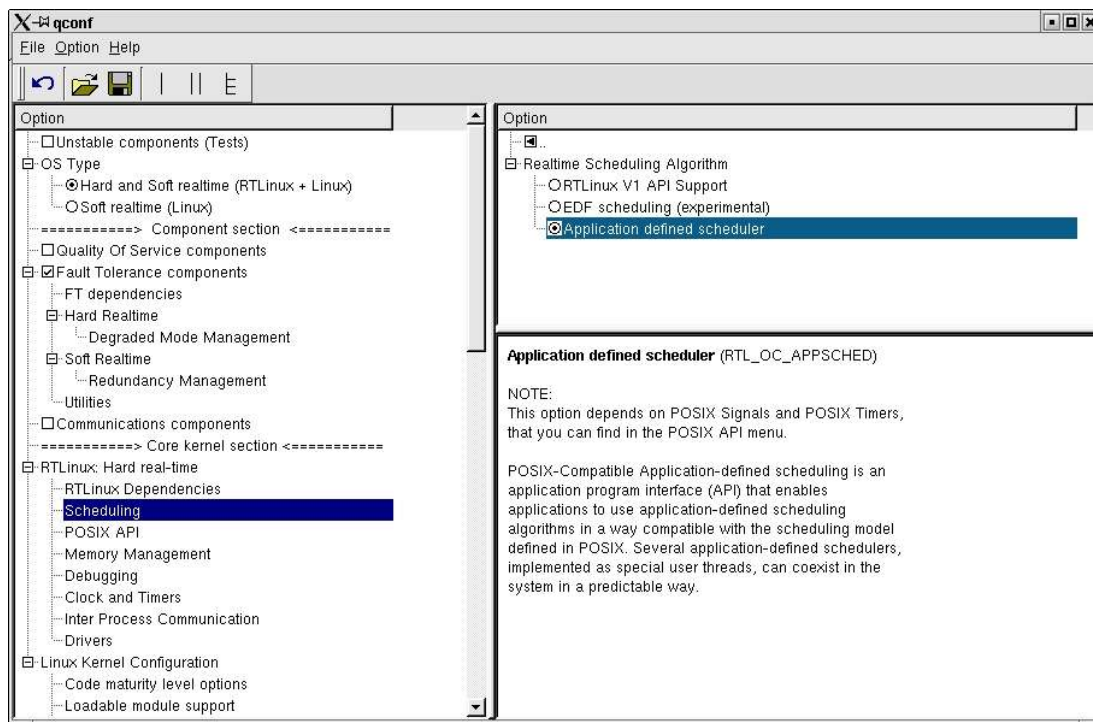 qconf
File Option Help
Option
Unstable components (Tests)
OS Type
Hard and Soft realtime (RTLinux + Linux)
Soft realtime (Linux)
===========> Component section <===========
Quality Of Service components
Fault Tolerance components
FT dependencies
Hard Realtime
Degraded Mode Management
Soft Realtime
Redundancy Management
Utilities
Communications components
===========> Core kernel section <===========
RTLinux: Hard real-time
RTLinux Dependencies
Scheduling
POSIX API
Memory Management
Debugging
Clock and Timers
Inter Process Communication
Drivers
Linux Kernel Configuration
Code maturity level options
Loadable module support
Option
..
Realtime Scheduling Algorithm
RTLinux V1 API Support
EDF scheduling (experimental)
Application defined scheduler
Application defined scheduler (RTL_OC_APPSCHED)
NOTE:
This option depends on POSIX Signals and POSIX Timers,
that you can find in the POSIX API menu.
POSIX-Compatible Application-defined scheduling is an
application program interface (API) that enables
applications to use application-defined scheduling
algorithms in a way compatible with the scheduling model
defined in POSIX. Several application-defined schedulers,
implemented as special user threads, can coexist in the
system in a predictable way.